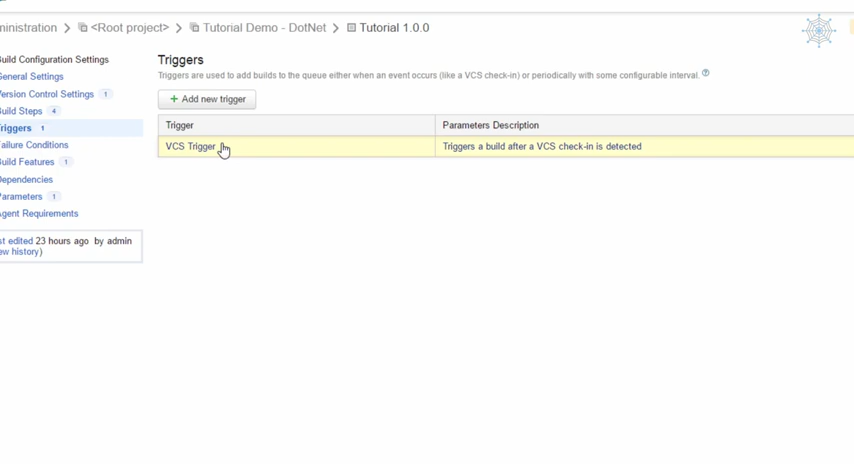 ministration > <Root project> > Tutorial Demo - DotNet > Tutorial 1.0.0
Build Configuration Settings
General Settings
Version Control Settings 1
Build Steps 4
Triggers 1
Failure Conditions
Build Features 1
Dependencies
Parameters 1
Agent Requirements
st edited 23 hours ago by admin
ew history)
Triggers
Triggers are used to add builds to the queue either when an event occurs (like a VCS check-in) or periodically with some configurable interval. ?
+ Add new trigger
Trigger Parameters Description
VCS Trigger Triggers a build after a VCS check-in is detected